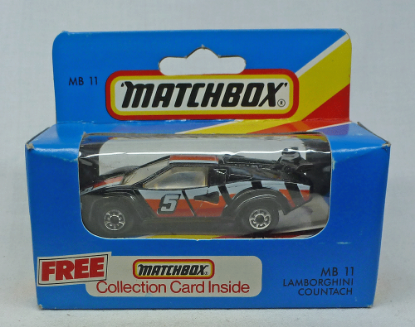 MB 11
MATCHBOX®
5
FREE
MATCHBOX
Collection Card Inside
MB 11
LAMBORGHINI
COUNTACH